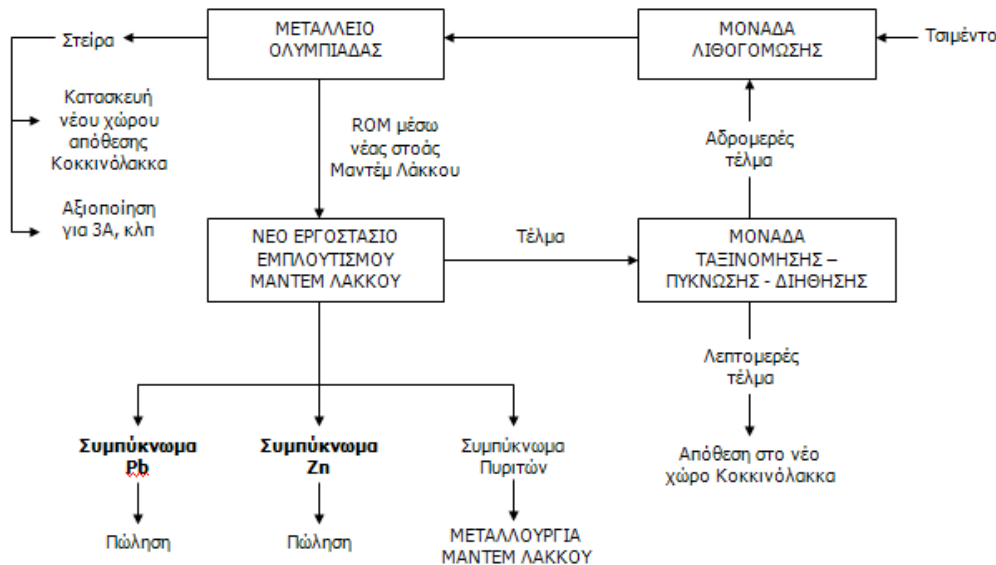 Στείρα
ΜΕΤΑΛΛΕΙΟ
ΟΛΥΜΠΙΑΔΑΣ
ΜΟΝΑΔΑ
ΛΙΘΟΓΟΜΩΣΗΣ
Τσιμέντο
Κατασκευή
νέου χώρου
απόθεσης
Κοκκινόλακκα
ROM μέσω
νέας στοάς
Μαντέμ Λάκκου
Αδρομερές
τέλμα
Αξιοποίηση
για 3Α, κλπ
ΝΕΟ ΕΡΓΟΣΤΑΣΙΟ
ΕΜΠΛΟΥΤΙΣΜΟΥ
ΜΑΝΤΕΜ ΛΑΚΚΟΥ
Τέλμα
ΜΟΝΑΔΑ
ΤΑΞΙΝΟΜΗΣΗΣ –
ΠΥΚΝΩΣΗΣ - ΔΙΗΘΗΣΗΣ
Λεπτομερές
τέλμα
Συμπύκνωμα
Pb
Συμπύκνωμα
Zn
Συμπύκνωμα
Πυριτών
Απόθεση στο νέο
χώρο Κοκκινόλακκα
Πώληση
Πώληση
ΜΕΤΑΛΛΟΥΡΓΙΑ
ΜΑΝΤΕΜ ΛΑΚΚΟΥ